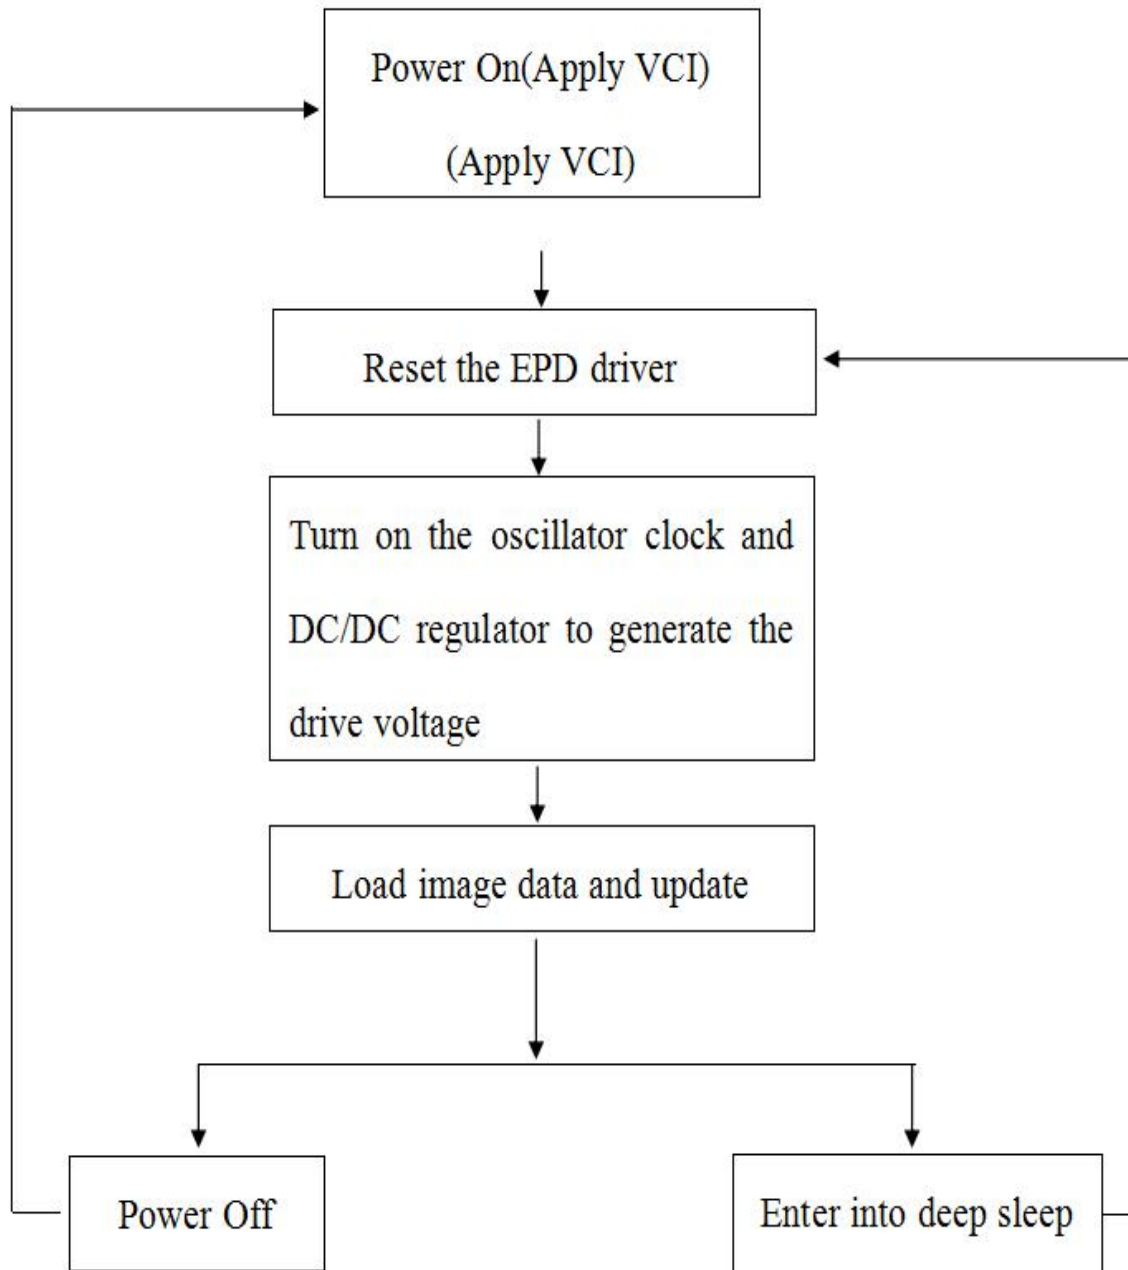 Power On(Apply VCI)
(Apply VCI)
Reset the EPD driver
Turn on the oscillator clock and
DC/DC regulator to generate the
drive voltage
Load image data and update
Power Off
Enter into deep sleep